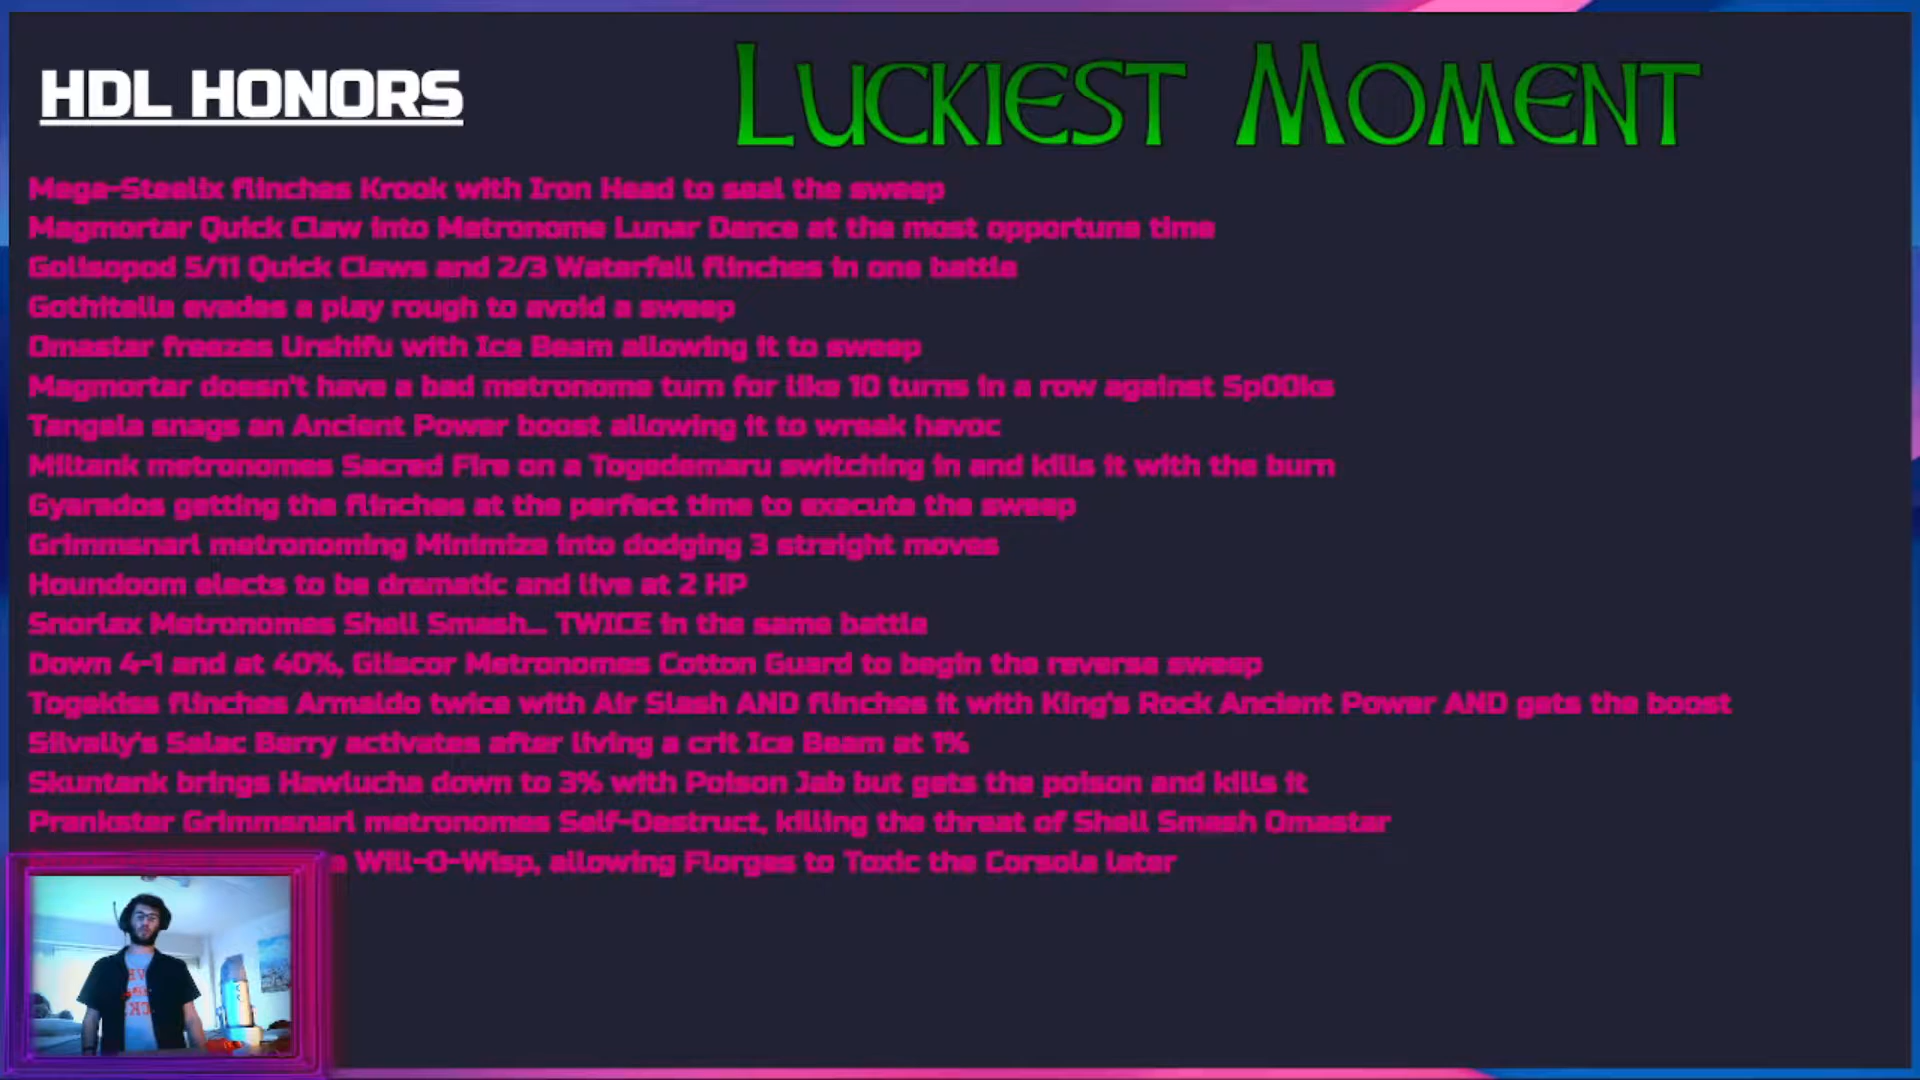 HDL HONORS
LUCKIEST MOMENT
Mega-Steelix flinches Krook with Iron Head to seal the sweep
Magmortar Quick Claw into Metronome Lunar Dance at the most opportune time
Golisopod 5/11 Quick Claws and 2/3 Waterfall flinches in one battle
Gothitelle evades a play rough to avoid a sweep
Omastar freezes Urshifu with Ice Beam allowing it to sweep
Magmortar doesn't have a bad metronome turn for like 10 turns in a row against Sp00ks
Tangela snags an Ancient Power boost allowing it to wreak havoc
Miltank metronomes Sacred Fire on a Togedemaru switching in and kills it with the burn
Gyarados getting the flinches at the perfect time to execute the sweep
Grimmsnarl metronoming Minimize into dodging 3 straight moves
Houndoom elects to be dramatic and live at 2 HP
Snorlax Metronomes Shell Smash... TWICE in the same battle
Down 4-1 and at 40%, Gliscor Metronomes Cotton Guard to begin the reverse sweep
Togekiss flinches Armaldo twice with Air Slash AND flinches it with King's Rock Ancient Power AND gets the boost
Silvally's Salac Berry activates after living a crit Ice Beam at 1%
Skuntank brings Hawlucha down to 3% with Poison Jab but gets the poison and kills it
Prankster Grimmsnarl metronomes Self-Destruct, killing the threat of Shell Smash Omastar
Will-O-Wisp, allowing Florges to Toxic the Corsola later